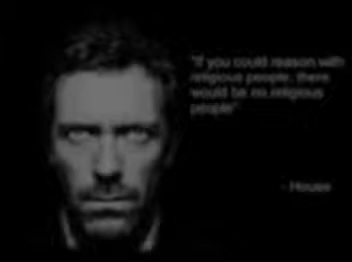 "If you could reason with
religious people, there
would be no religious
people"
- House